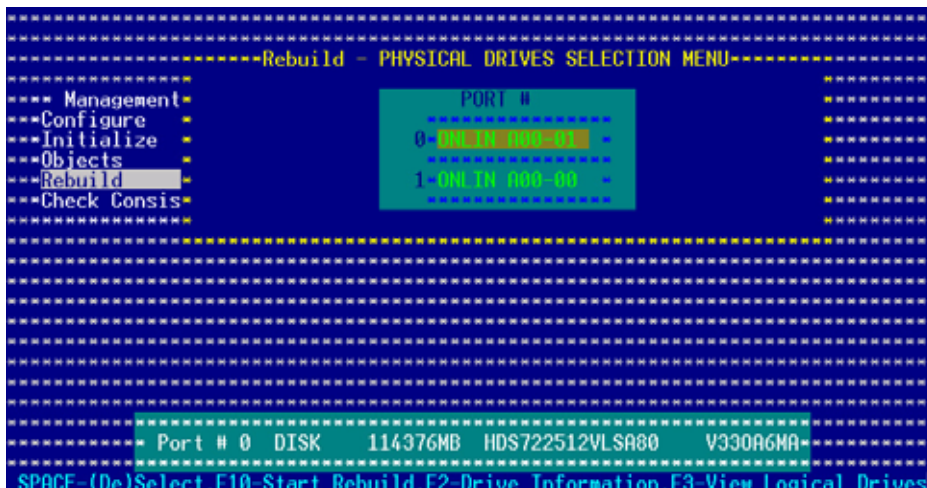 Rebuild - PHYSICAL DRIVES SELECTION MENU
Management
Configure
Initialize
Objects
Rebuild
Check Consis
PORT #
0 ONLIN A00-01
1 ONLIN A00-00
Port # 0 DISK 114376MB HDS722512VLSA80 V33OA6MA
SPACE-(De)Select F10-Start Rebuild F2-Drive Information F3-View Logical Drives